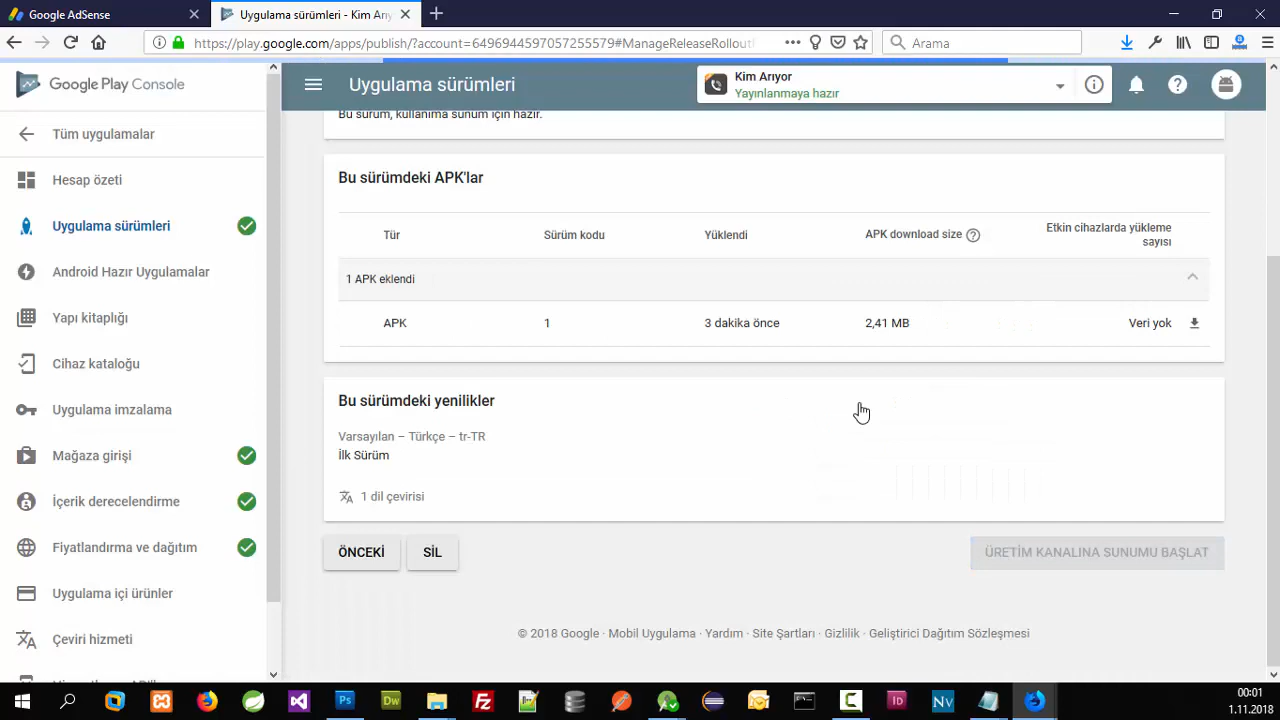 Google AdSense
Uygulama sürümleri - Kim Arıy
https://play.google.com/apps/publish/?account=6496944597057255579#ManageReleaseRollout
Arama
Google Play Console
Uygulama sürümleri
Kim Arıyor
Yayınlanmaya hazır
Tüm uygulamalar
Hesap özeti
Uygulama sürümleri
Android Hazır Uygulamalar
Yapı kitaplığı
Cihaz kataloğu
Uygulama imzalama
Mağaza girişi
İçerik derecelendirme
Fiyatlandırma ve dağıtım
Uygulama içi ürünler
Çeviri hizmeti
Bu sürüm, kullanıma sunum için hazır.
Bu sürümdeki APK'lar
Tür
Sürüm kodu
Yüklendi
APK download size
Etkin cihazlarda yükleme
sayısı
1 APK eklendi
APK
1
3 dakika önce
2,41 MB
Veri yok
Bu sürümdeki yenilikler
Varsayılan – Türkçe – tr-TR
İlk Sürüm
1 dil çevirisi
ÖNCEKİ
SİL
ÜRETİM KANALINA SUNUMU BAŞLAT
© 2018 Google · Mobil Uygulama · Yardım · Site Şartları · Gizlilik · Geliştirici Dağıtım Sözleşmesi
Ps
Dw
Fz
Id
Nv
00:01
1.11.2018